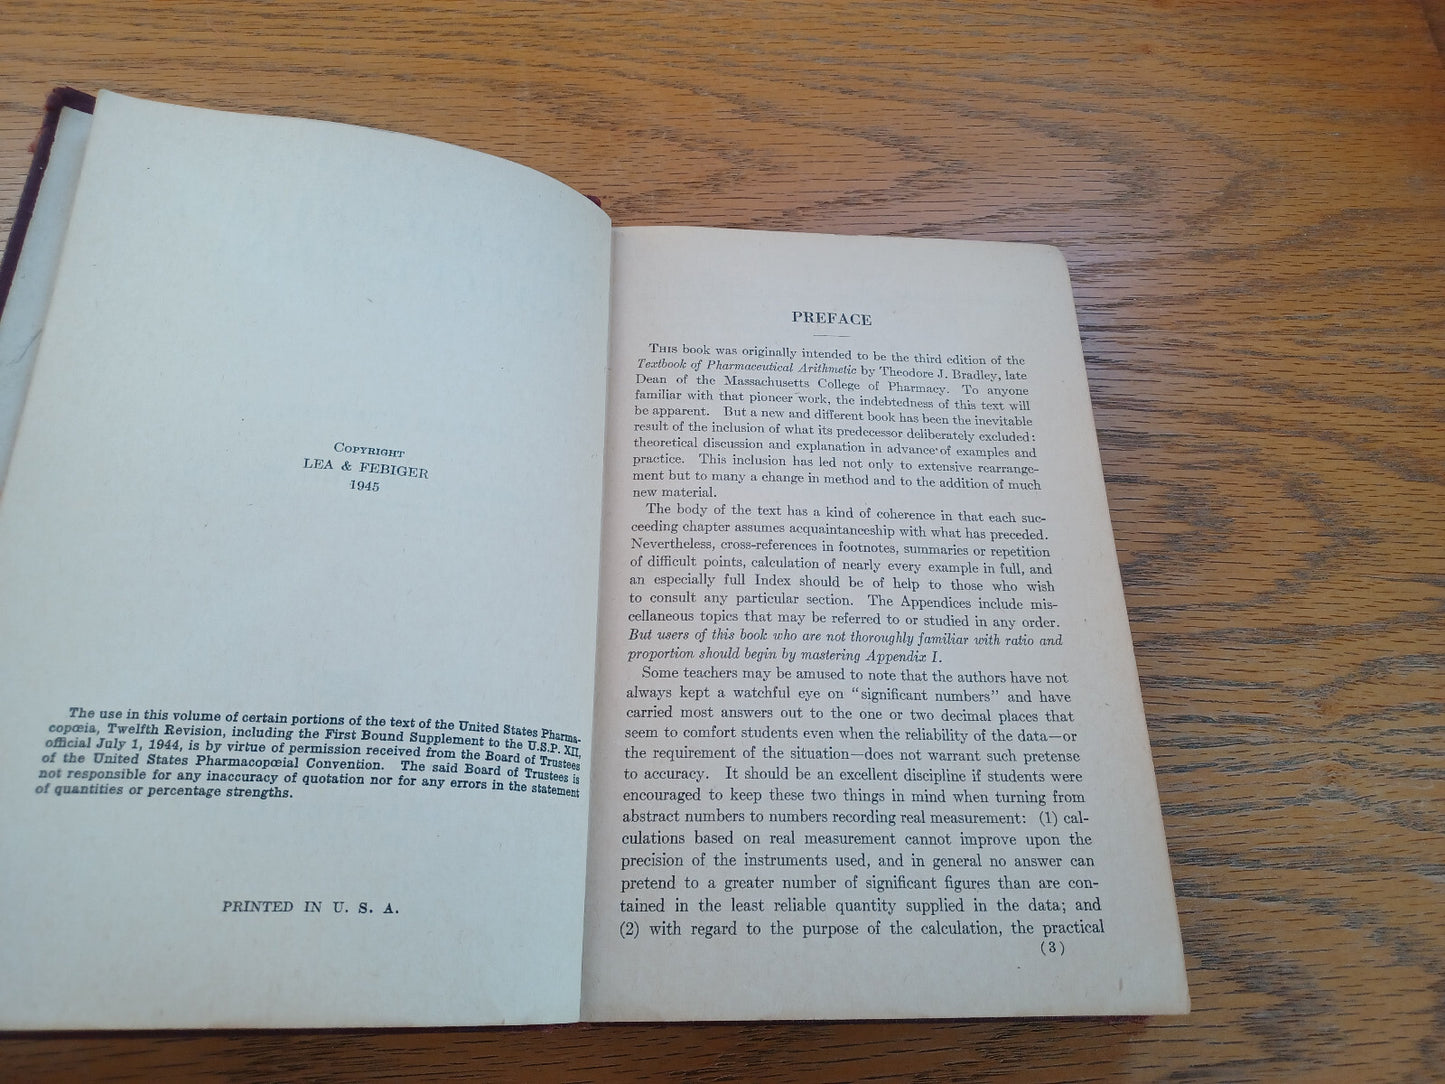 COPYRIGHT
LEA & FEBIGER
1945
The use in this volume of certain portions of the text of the United States Pharma-
copœia, Twelfth Revision, including the First Bound Supplement to the U.S.P. XII,
official July 1, 1944, is by virtue of permission received from the Board of Trustees
of the United States Pharmacopœial Convention. The said Board of Trustees is
not responsible for any inaccuracy of quotation nor for any errors in the statement
of quantities or percentage strengths.
PRINTED IN U. S. A.
PREFACE
THIS book was originally intended to be the third edition of the
Textbook of Pharmaceutical Arithmetic by Theodore J. Bradley, late
Dean of the Massachusetts College of Pharmacy. To anyone
familiar with that pioneer work, the indebtedness of this text will
be apparent. But a new and different book has been the inevitable
result of the inclusion of what its predecessor deliberately excluded:
theoretical discussion and explanation in advance of examples and
practice. This inclusion has led not only to extensive rearrange-
ment but to many a change in method and to the addition of much
new material.
The body of the text has a kind of coherence in that each suc-
ceeding chapter assumes acquaintanceship with what has preceded.
Nevertheless, cross-references in footnotes, summaries or repetition
of difficult points, calculation of nearly every example in full, and
an especially full Index should be of help to those who wish
to consult any particular section. The Appendices include mis-
cellaneous topics that may be referred to or studied in any order.
But users of this book who are not thoroughly familiar with ratio and
proportion should begin by mastering Appendix I.
Some teachers may be amused to note that the authors have not
always kept a watchful eye on "significant numbers" and have
carried most answers out to the one or two decimal places that
seem to comfort students even when the reliability of the data—or
the requirement of the situation—does not warrant such pretense
to accuracy. It should be an excellent discipline if students were
encouraged to keep these two things in mind when turning from
abstract numbers to numbers recording real measurement: (1) cal-
culations based on real measurement cannot improve upon the
precision of the instruments used, and in general no answer can
pretend to a greater number of significant figures than are con-
tained in the least reliable quantity supplied in the data; and
(2) with regard to the purpose of the calculation, the practical
(3)